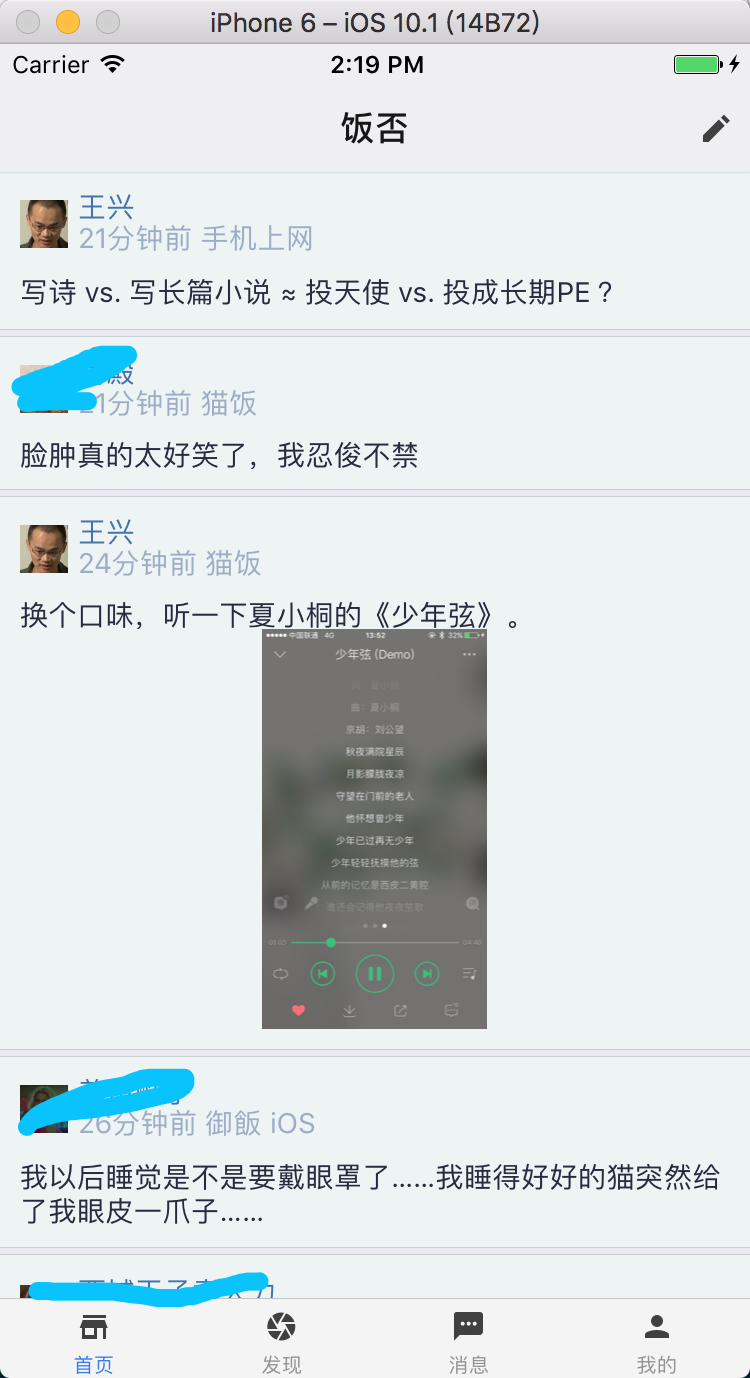 iPhone 6 – iOS 10.1 (14B72)
Carrier 2:19 PM
饭否
王兴
21分钟前 手机上网
写诗 vs. 写长篇小说 ≈ 投天使 vs. 投成长期PE？
殿
21分钟前 猫饭
脸肿真的太好笑了，我忍俊不禁
王兴
24分钟前 猫饭
换个口味，听一下夏小桐的《少年弦》。
中国联通 4G 13:52 32%
少年弦 (Demo)
词：夏小桐
曲：夏小桐
京胡：刘公望
秋夜满院星辰
月影朦胧夜凉
守望在门前的老人
他怀想曾少年
少年已过再无少年
少年轻轻抚摸他的弦
从前的记忆是西皮二黄腔
谁还会记得他夜夜笙歌
01:03 04:40
26分钟前 御飯 iOS
我以后睡觉是不是要戴眼罩了……我睡得好好的猫突然给
了我眼皮一爪子……
首页 发现 消息 我的